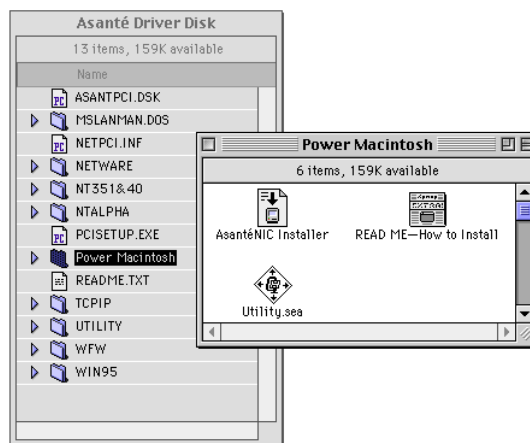 Asanté Driver Disk
13 items, 159K available
Name
ASANTPCI.DSK
MSLANMAN.DOS
NETPCI.INF
NETWARE
NT351&40
NTALPHA
PCISETUP.EXE
Power Macintosh
README.TXT
TCPIP
UTILITY
WFW
WIN95
Power Macintosh
6 items, 159K available
AsantéNIC Installer
READ ME—How to Install
Utility.sea